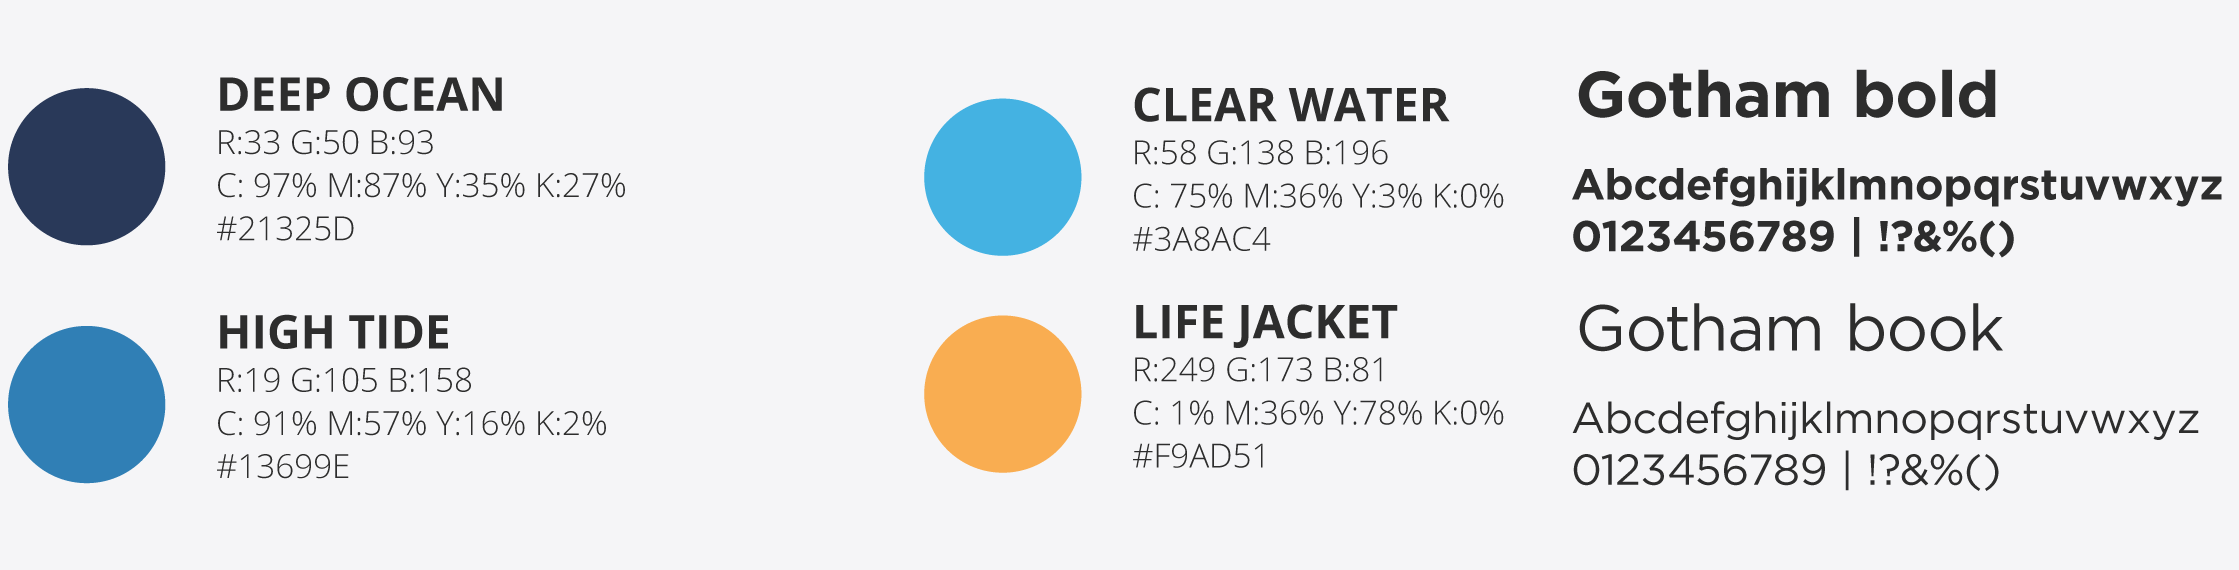 DEEP OCEAN
R:33 G:50 B:93
C: 97% M:87% Y:35% K:27%
#21325D
HIGH TIDE
R:19 G:105 B:158
C: 91% M:57% Y:16% K:2%
#13699E
CLEAR WATER
R:58 G:138 B:196
C: 75% M:36% Y:3% K:0%
#3A8AC4
LIFE JACKET
R:249 G:173 B:81
C: 1% M:36% Y:78% K:0%
#F9AD51
Gotham bold
Abcdefghijklmnopqrstuvwxyz
0123456789 | !?&%()
Gotham book
Abcdefghijklmnopqrstuvwxyz
0123456789 | !?&%()